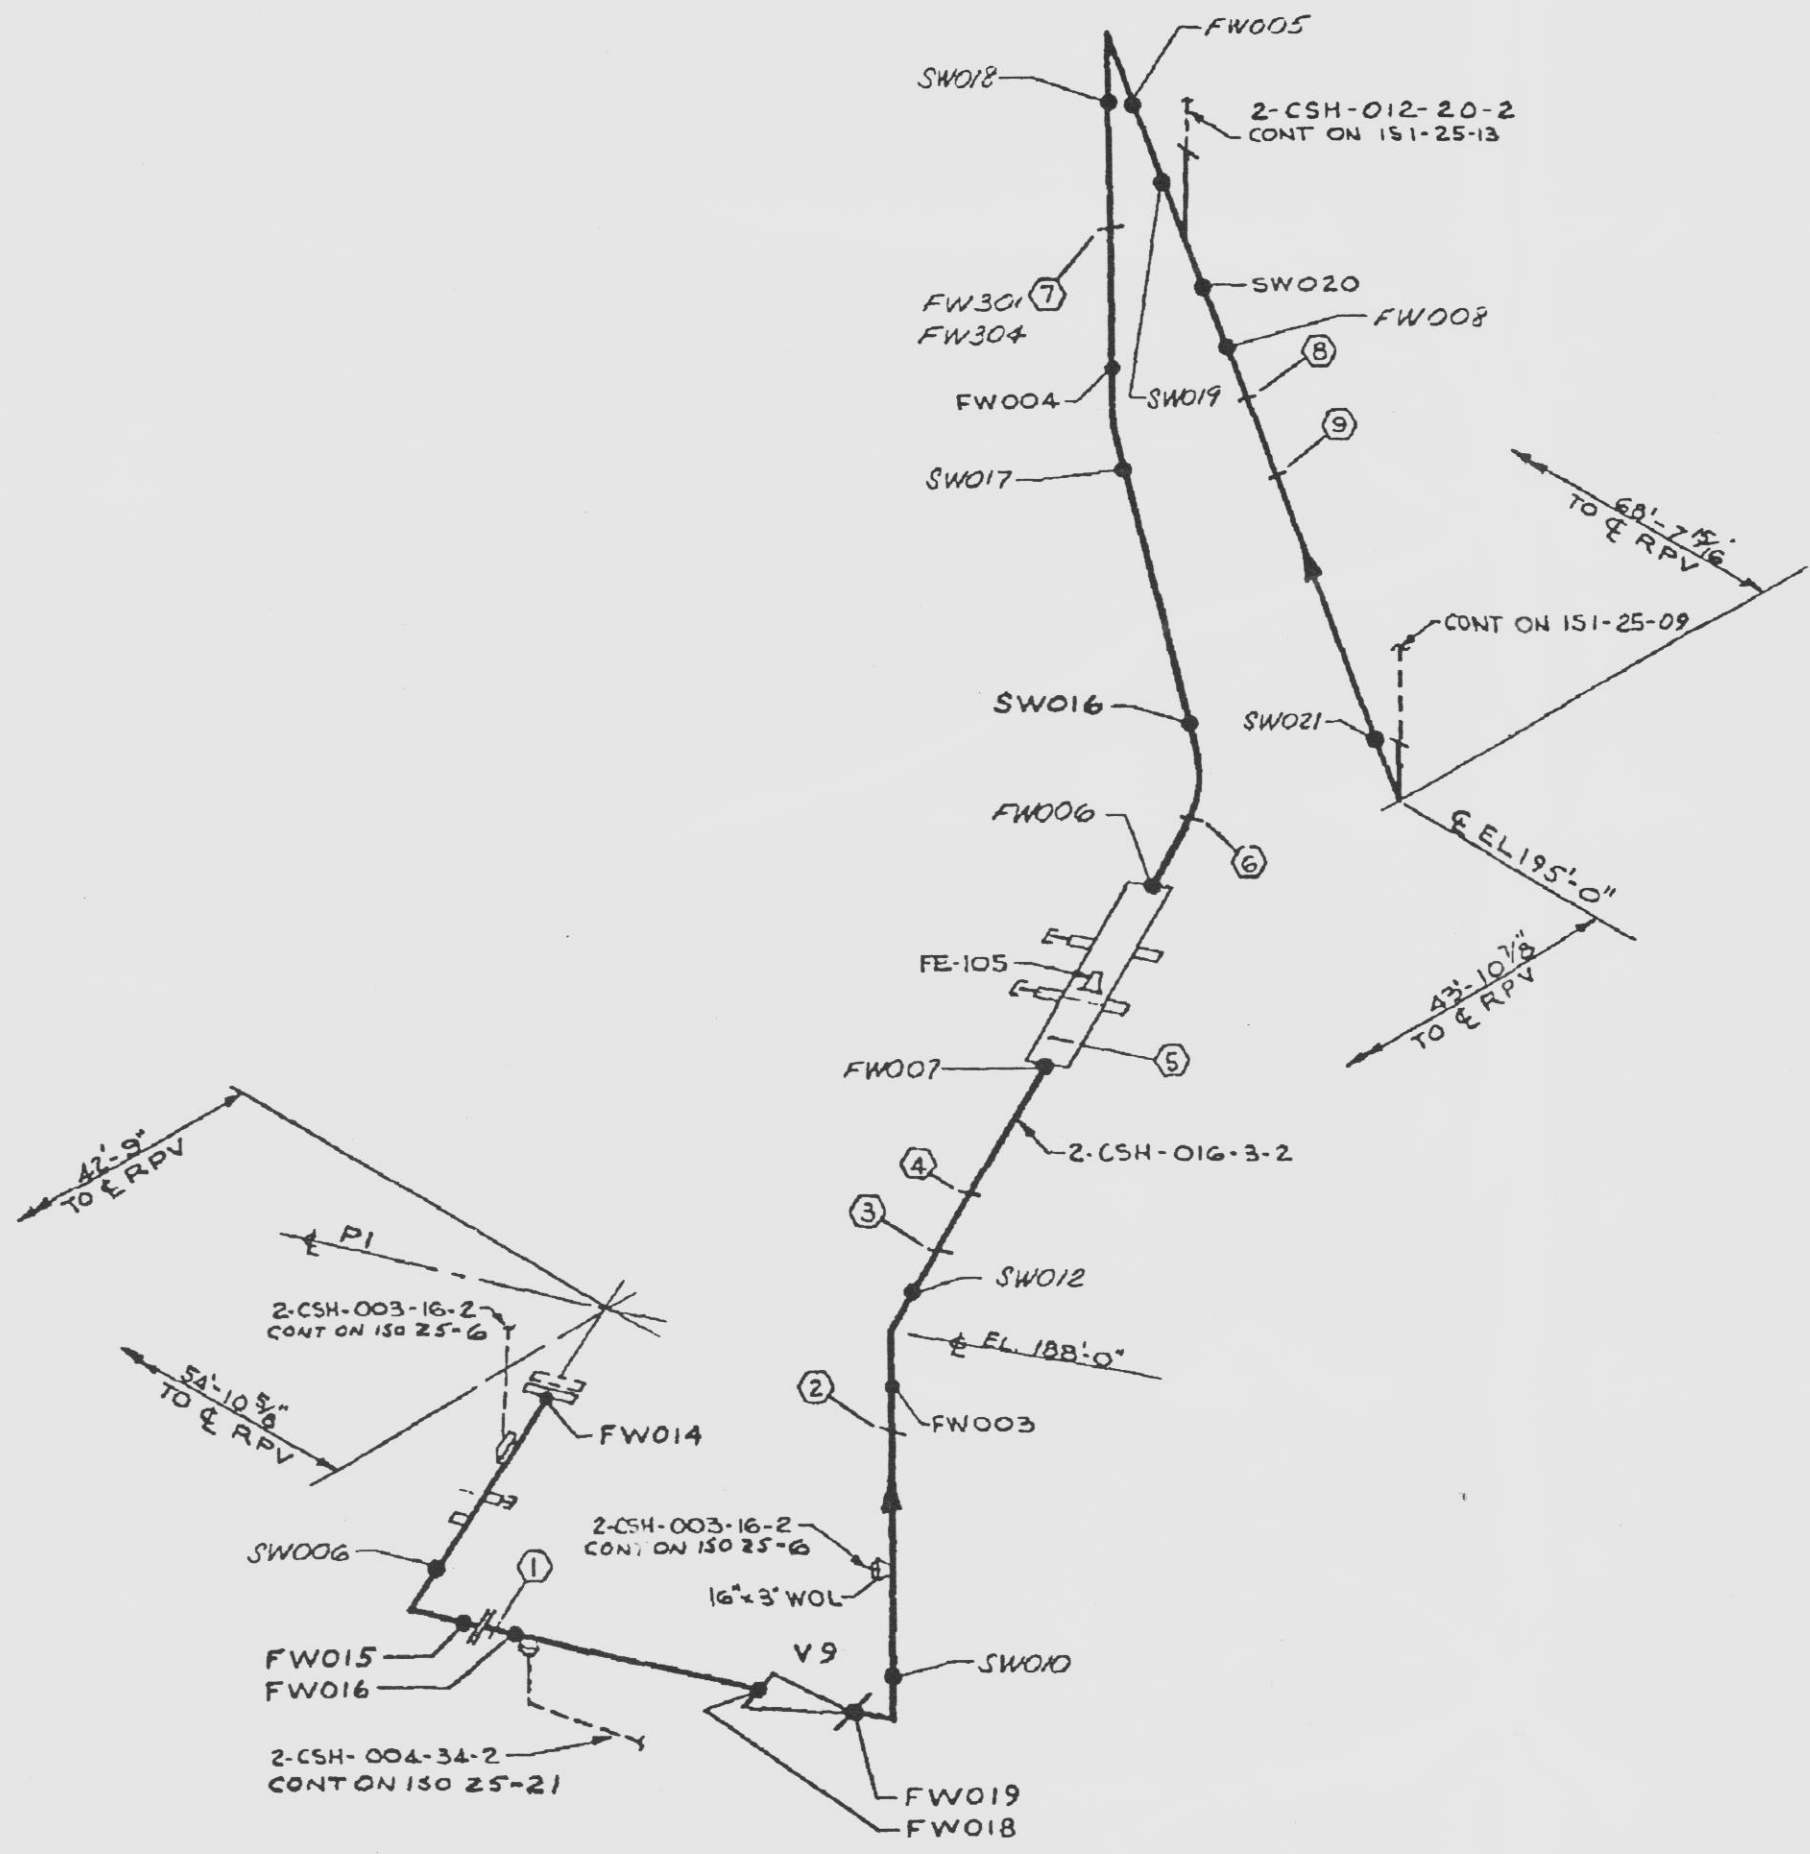 FW005
SW018
2-CSH-012-20-2
CONT ON ISI-25-13
FW301
7
FW304
SW020
FW008
8
FW004
SW019
9
SW017
68'-7 15/16"
TO ℄ RPV
CONT ON ISI-25-09
SW016
SW021
FW006
6
℄ EL 195'-0"
FE-105
43'-10 7/8"
TO ℄ RPV
FW007
5
2-CSH-016-3-2
4
3
42'-9"
TO ℄ RPV
℄ P1
SW012
2-CSH-003-16-2
CONT ON ISO 25-6
℄ EL. 188'-0"
54'-10 5/8"
TO ℄ RPV
2
FW003
FW014
2-CSH-003-16-2
CONT ON ISO 25-6
SW006
1
16"x3" WOL
FW015
FW016
V9
SW010
2-CSH-004-34-2
CONT ON ISO 25-21
FW019
FW018